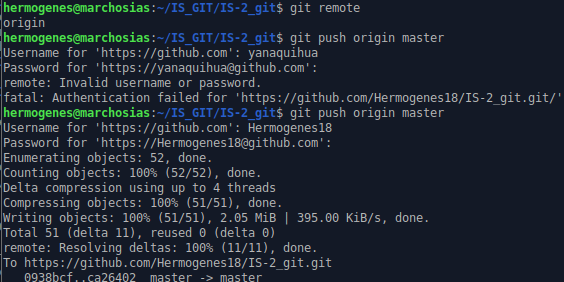 hermogenes@marchosias:~/IS_GIT/IS-2_git$ git remote
origin
hermogenes@marchosias:~/IS_GIT/IS-2_git$ git push origin master
Username for 'https://github.com': yanaquihua
Password for 'https://yanaquihua@github.com':
remote: Invalid username or password.
fatal: Authentication failed for 'https://github.com/Hermogenes18/IS-2_git.git/'
hermogenes@marchosias:~/IS_GIT/IS-2_git$ git push origin master
Username for 'https://github.com': Hermogenes18
Password for 'https://Hermogenes18@github.com':
Enumerating objects: 52, done.
Counting objects: 100% (52/52), done.
Delta compression using up to 4 threads
Compressing objects: 100% (51/51), done.
Writing objects: 100% (51/51), 2.05 MiB | 395.00 KiB/s, done.
Total 51 (delta 11), reused 0 (delta 0)
remote: Resolving deltas: 100% (11/11), done.
To https://github.com/Hermogenes18/IS-2_git.git
   0938bcf..ca26402  master -> master